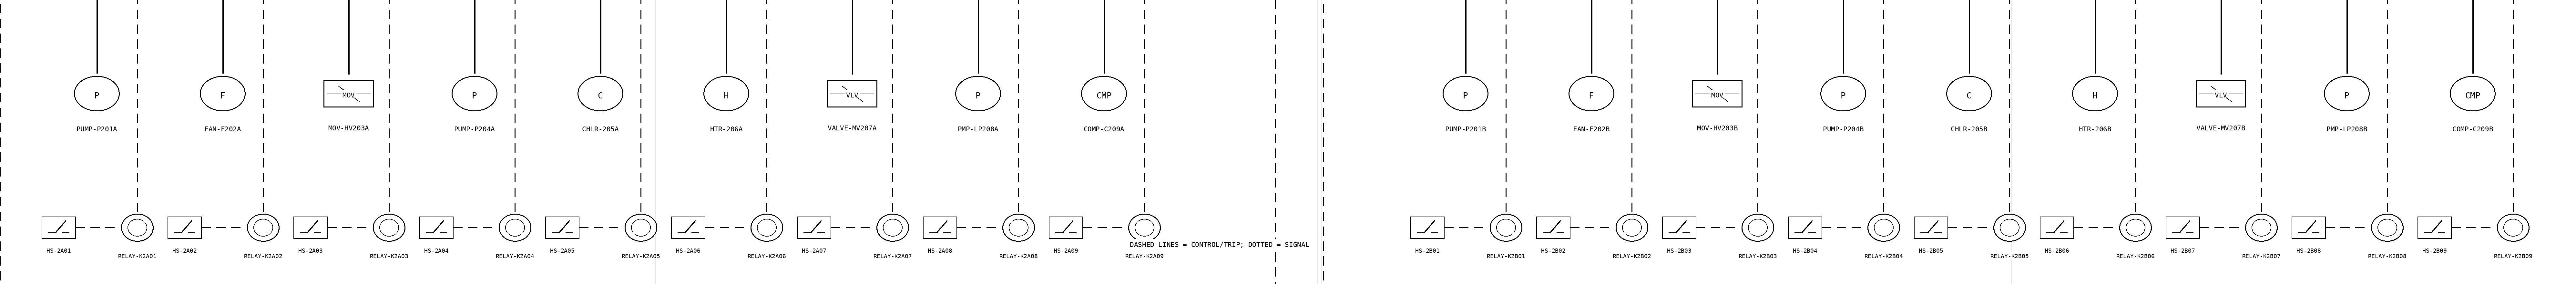 P F MOV P C H VLV P CMP P F MOV P C H VLV P CMP
PUMP-P201A FAN-F202A MOV-HV203A PUMP-P204A CHLR-205A HTR-206A VALVE-MV207A PMP-LP208A COMP-C209A PUMP-P201B FAN-F202B MOV-HV203B PUMP-P204B CHLR-205B HTR-206B VALVE-MV207B PMP-LP208B COMP-C209B
DASHED LINES = CONTROL/TRIP; DOTTED = SIGNAL
HS-2A01 HS-2A02 HS-2A03 HS-2A04 HS-2A05 HS-2A06 HS-2A07 HS-2A08 HS-2A09 HS-2B01 HS-2B02 HS-2B03 HS-2B04 HS-2B05 HS-2B06 HS-2B07 HS-2B08 HS-2B09
RELAY-K2A01 RELAY-K2A02 RELAY-K2A03 RELAY-K2A04 RELAY-K2A05 RELAY-K2A06 RELAY-K2A07 RELAY-K2A08 RELAY-K2A09 RELAY-K2B01 RELAY-K2B02 RELAY-K2B03 RELAY-K2B04 RELAY-K2B05 RELAY-K2B06 RELAY-K2B07 RELAY-K2B08 RELAY-K2B09